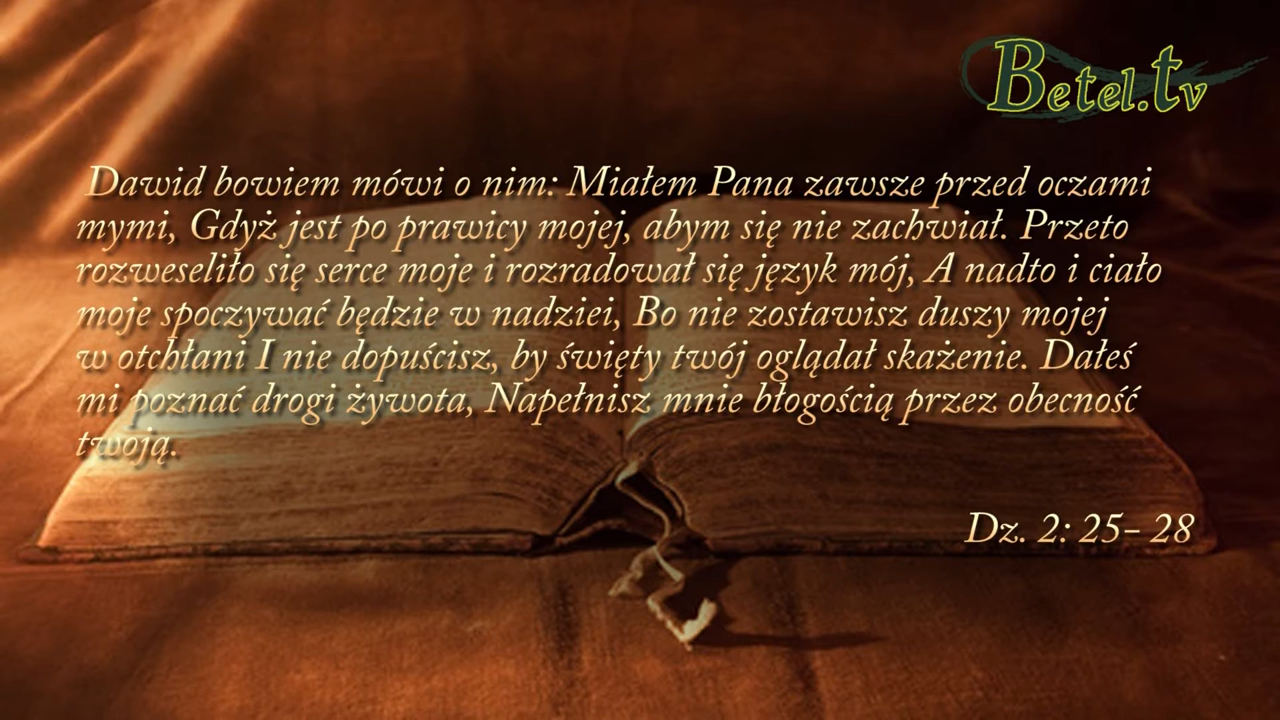 Betel.tv
Dawid bowiem mówi o nim: Miałem Pana zawsze przed oczami
mymi, Gdyż jest po prawicy mojej, abym się nie zachwiał. Przeto
rozweseliło się serce moje i rozradował się język mój, A nadto i ciało
moje spoczywać będzie w nadziei, Bo nie zostawisz duszy mojej
w otchłani I nie dopuścisz, by święty twój oglądał skażenie. Dałeś
mi poznać drogi żywota, Napełnisz mnie błogością przez obecność
twoją.
Dz. 2: 25- 28